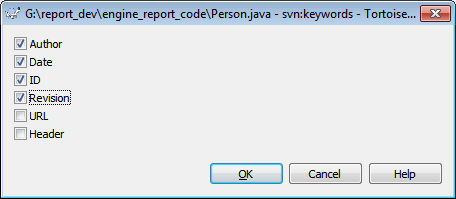 G:\report_dev\engine_report_code\Person.java - svn:keywords - Tortoise...
Author
Date
ID
Revision
URL
Header
OK Cancel Help